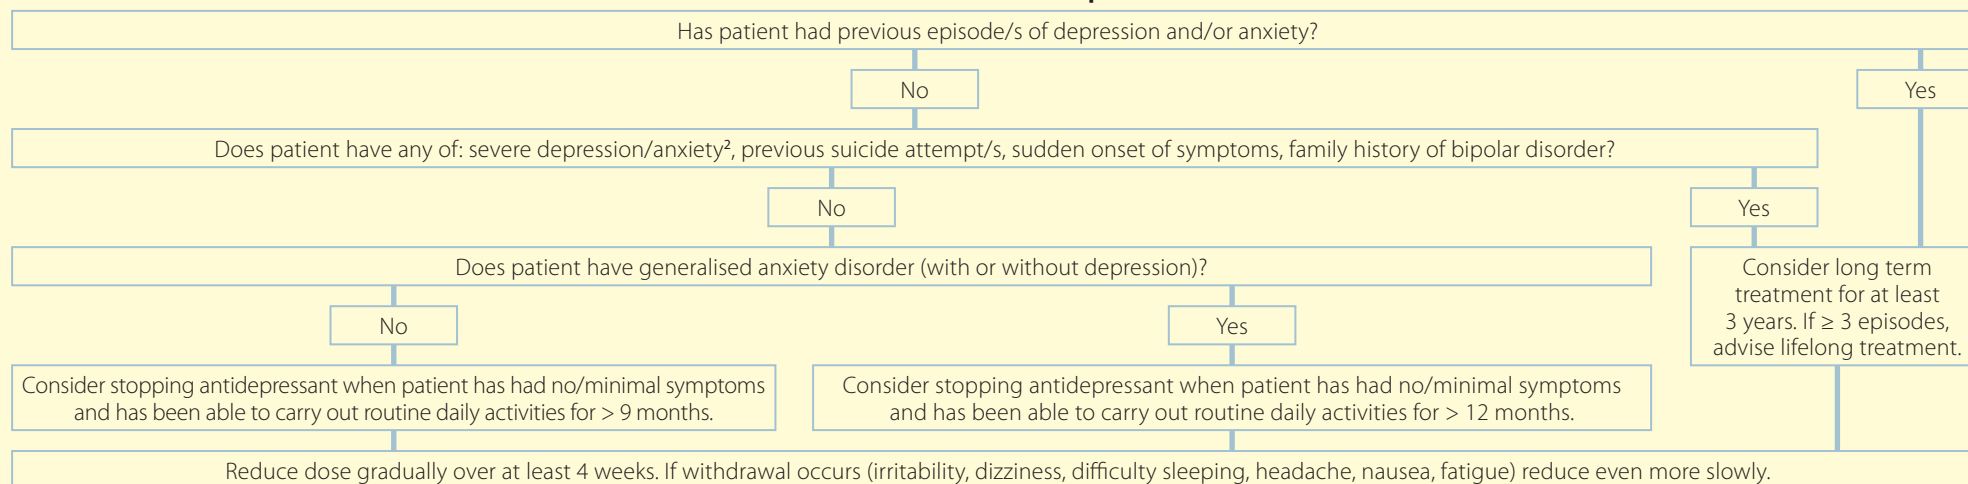 Has patient had previous episode/s of depression and/or anxiety?
No
Yes
Does patient have any of: severe depression/anxiety², previous suicide attempt/s, sudden onset of symptoms, family history of bipolar disorder?
No
Yes
Does patient have generalised anxiety disorder (with or without depression)?
No
Yes
Consider long term
treatment for at least
3 years. If ≥ 3 episodes,
advise lifelong treatment.
Consider stopping antidepressant when patient has had no/minimal symptoms
and has been able to carry out routine daily activities for > 9 months.
Consider stopping antidepressant when patient has had no/minimal symptoms
and has been able to carry out routine daily activities for > 12 months.
Reduce dose gradually over at least 4 weeks. If withdrawal occurs (irritability, dizziness, difficulty sleeping, headache, nausea, fatigue) reduce even more slowly.